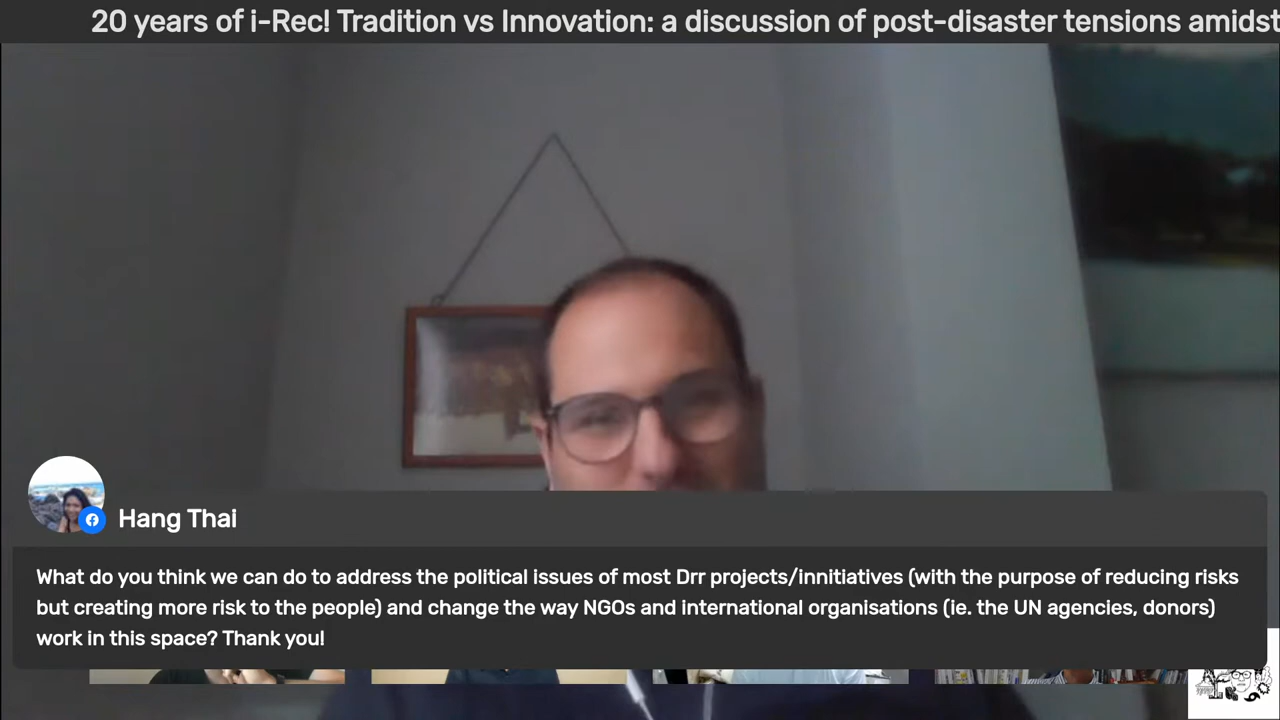 20 years of i-Rec! Tradition vs Innovation: a discussion of post-disaster tensions amidst
Hang Thai
What do you think we can do to address the political issues of most Drr projects/innitiatives (with the purpose of reducing risks
but creating more risk to the people) and change the way NGOs and international organisations (ie. the UN agencies, donors)
work in this space? Thank you!